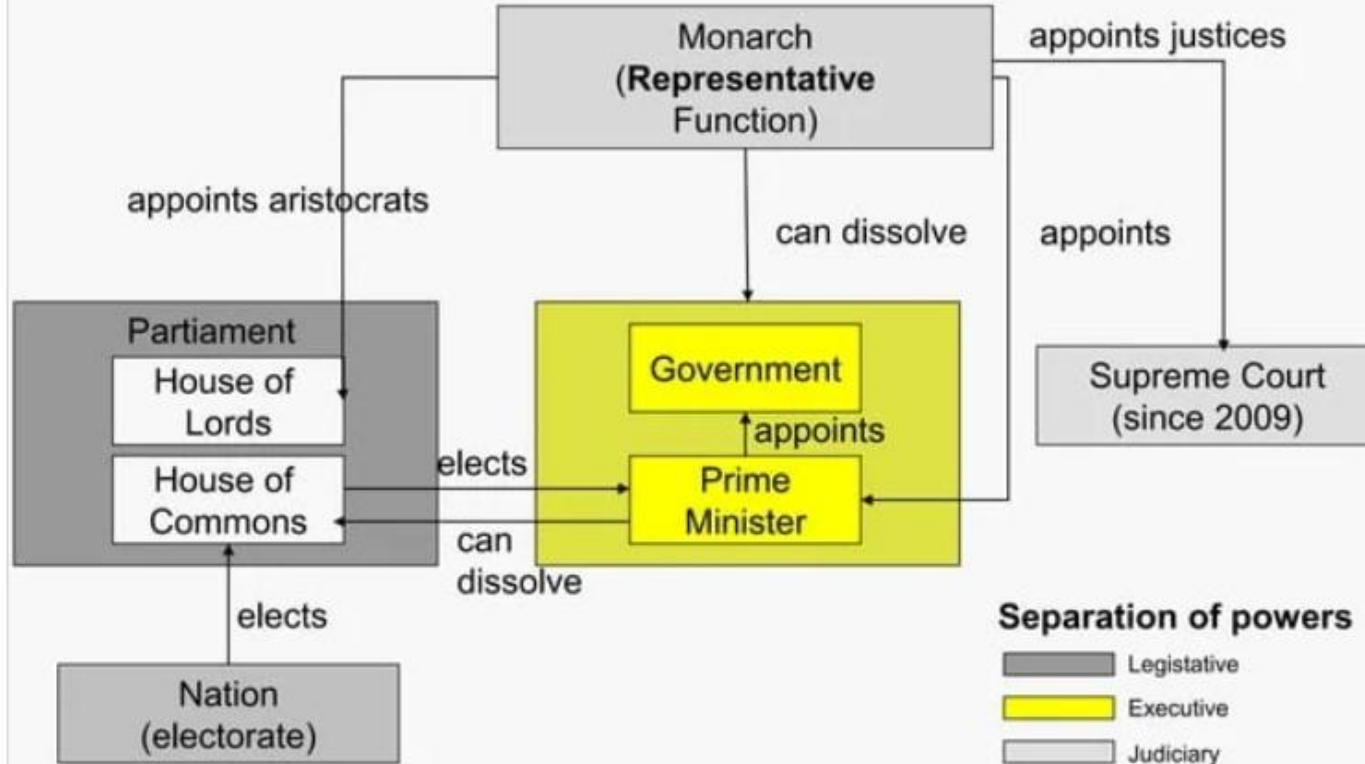 Monarch
(Representative
Function)
appoints justices
appoints aristocrats
can dissolve
appoints
Partiament
House of
Lords
House of
Commons
elects
can
dissolve
Government
appoints
Prime
Minister
Supreme Court
(since 2009)
elects
Nation
(electorate)
Separation of powers
Legistative
Executive
Judiciary